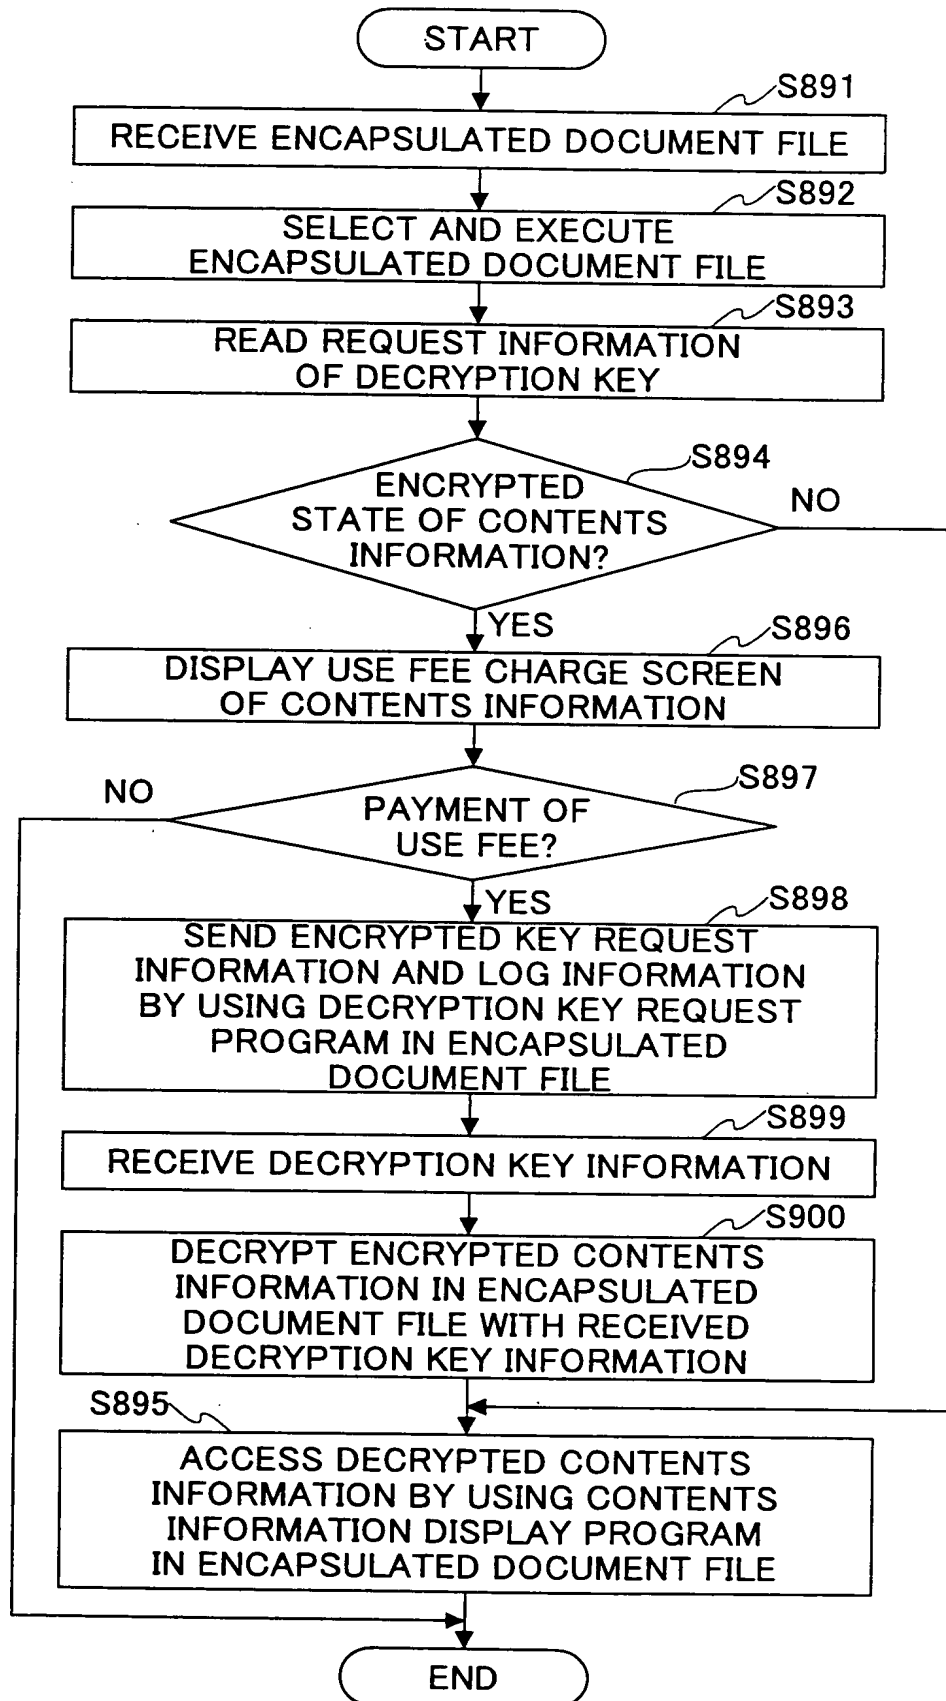 START
S891
RECEIVE ENCAPSULATED DOCUMENT FILE
S892
SELECT AND EXECUTE
ENCAPSULATED DOCUMENT FILE
S893
READ REQUEST INFORMATION
OF DECRYPTION KEY
S894
ENCRYPTED
STATE OF CONTENTS
INFORMATION?
NO
YES
S896
DISPLAY USE FEE CHARGE SCREEN
OF CONTENTS INFORMATION
S897
NO
PAYMENT OF
USE FEE?
YES
S898
SEND ENCRYPTED KEY REQUEST
INFORMATION AND LOG INFORMATION
BY USING DECRYPTION KEY REQUEST
PROGRAM IN ENCAPSULATED
DOCUMENT FILE
S899
RECEIVE DECRYPTION KEY INFORMATION
S900
DECRYPT ENCRYPTED CONTENTS
INFORMATION IN ENCAPSULATED
DOCUMENT FILE WITH RECEIVED
DECRYPTION KEY INFORMATION
S895
ACCESS DECRYPTED CONTENTS
INFORMATION BY USING CONTENTS
INFORMATION DISPLAY PROGRAM
IN ENCAPSULATED DOCUMENT FILE
END